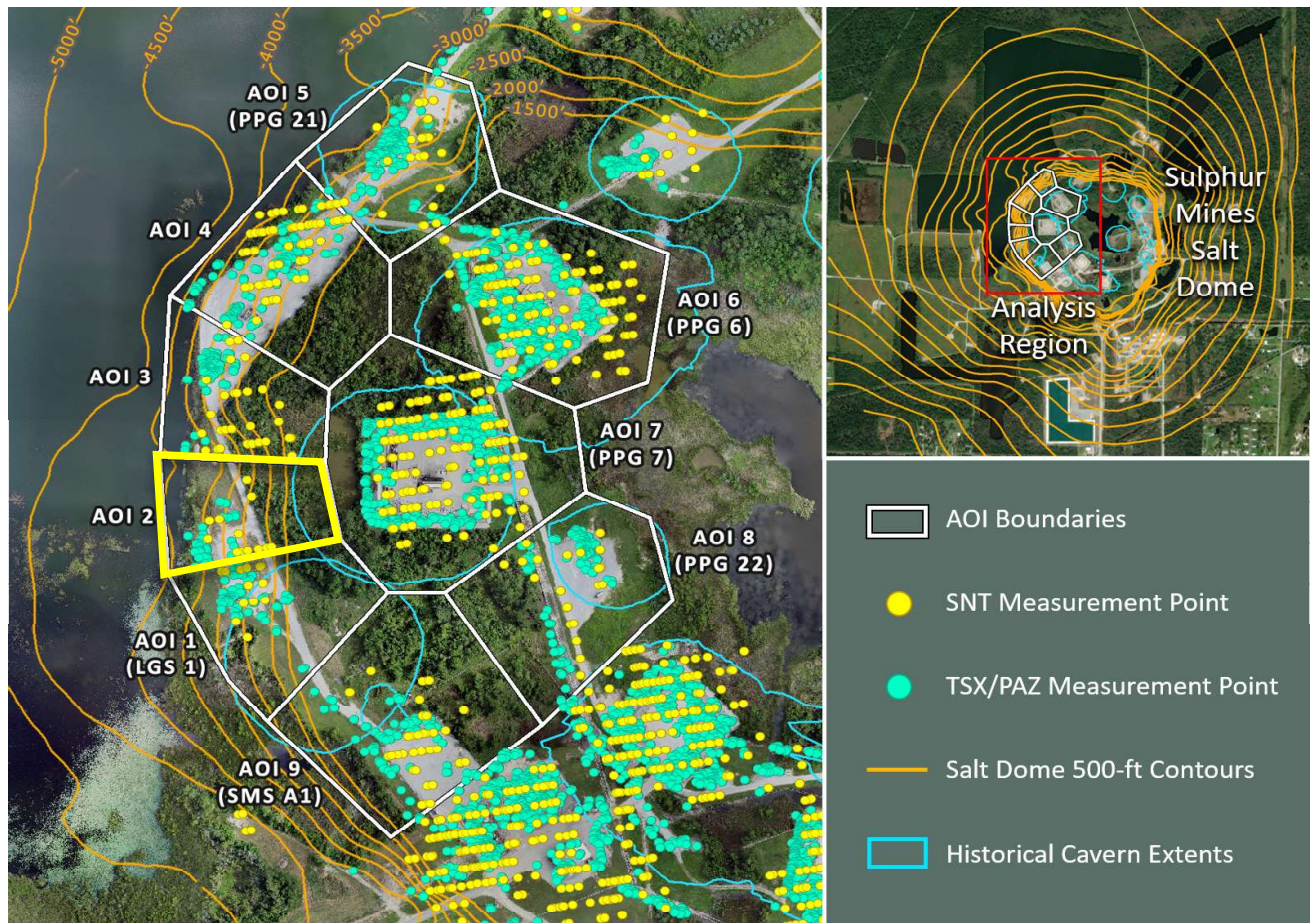 -5000'
-4500'
-4000'
-3500'
-3000'
-2500'
-2000'
-1500'
AOI 5
(PPG 21)
AOI 4
AOI 3
AOI 2
AOI 1
(LGS 1)
AOI 6
(PPG 6)
AOI 7
(PPG 7)
AOI 8
(PPG 22)
AOI 9
(SMS A1)
Sulphur
Mines
Salt
Dome
Analysis
Region
AOI Boundaries
SNT Measurement Point
TSX/PAZ Measurement Point
Salt Dome 500-ft Contours
Historical Cavern Extents